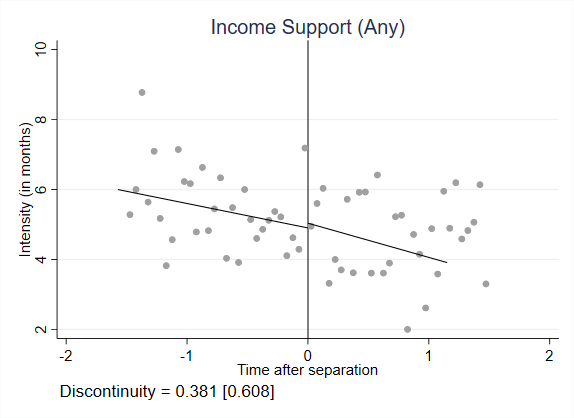 Income Support (Any)
Intensity (in months)
10
8
6
4
2
-2 -1 0 1 2
Time after separation
Discontinuity = 0.381 [0.608]